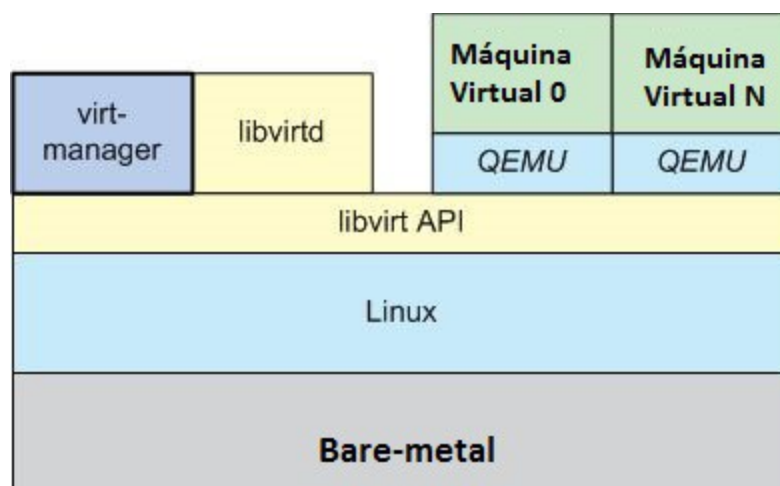 Máquina
Virtual 0
Máquina
Virtual N
virt-
manager
libvirtd
QEMU
QEMU
libvirt API
Linux
Bare-metal